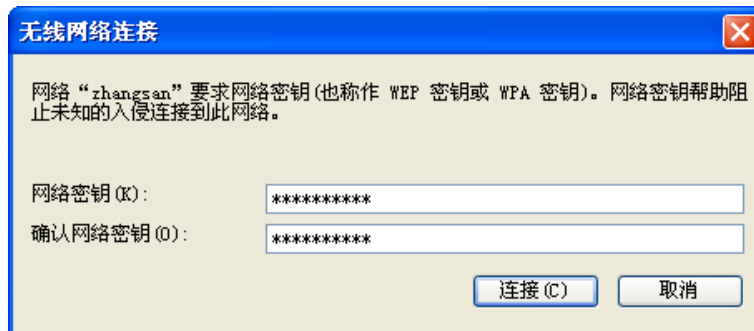 无线网络连接
网络“zhangsan”要求网络密钥(也称作 WEP 密钥或 WPA 密钥)。网络密钥帮助阻
止未知的入侵连接到此网络。
网络密钥(K): **********
确认网络密钥(O): **********
连接(C) 取消